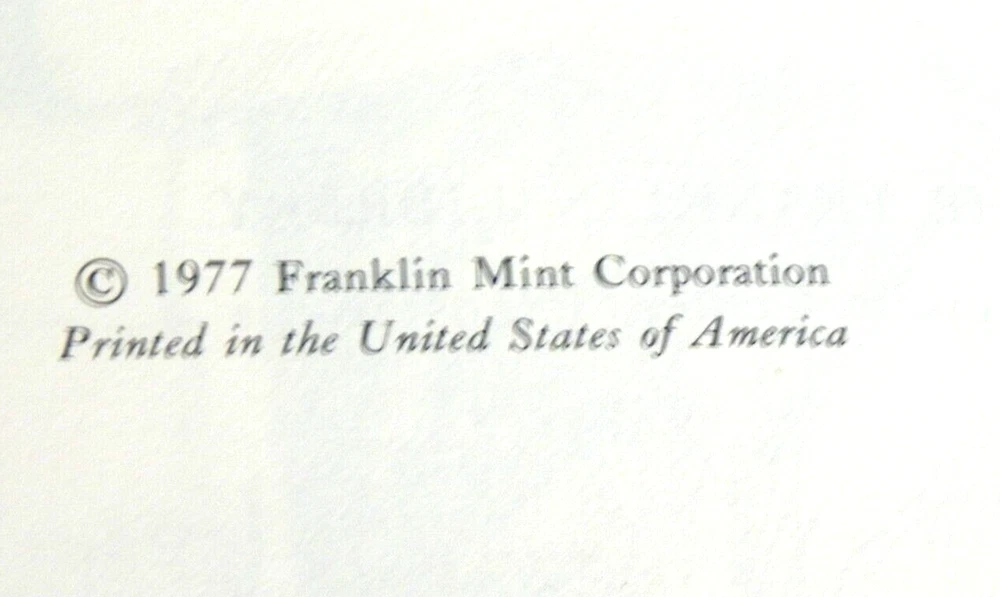 © 1977 Franklin Mint Corporation
Printed in the United States of America